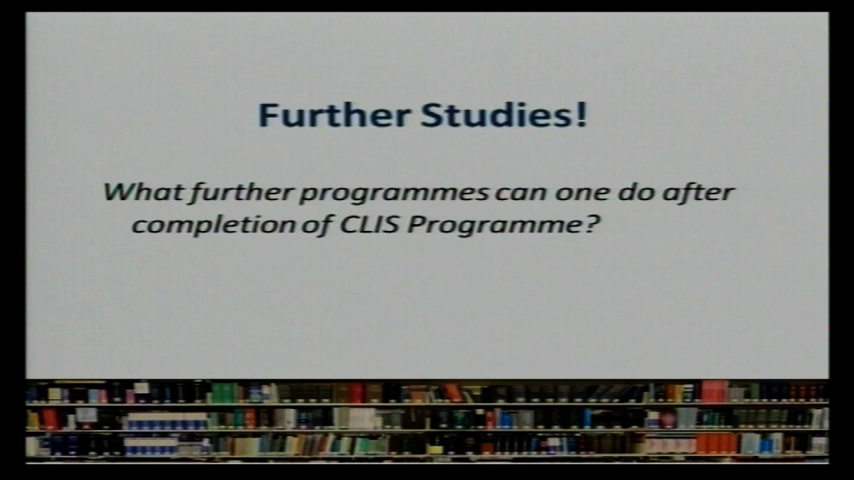 Further Studies!
What further programmes can one do after
completion of CLIS Programme?